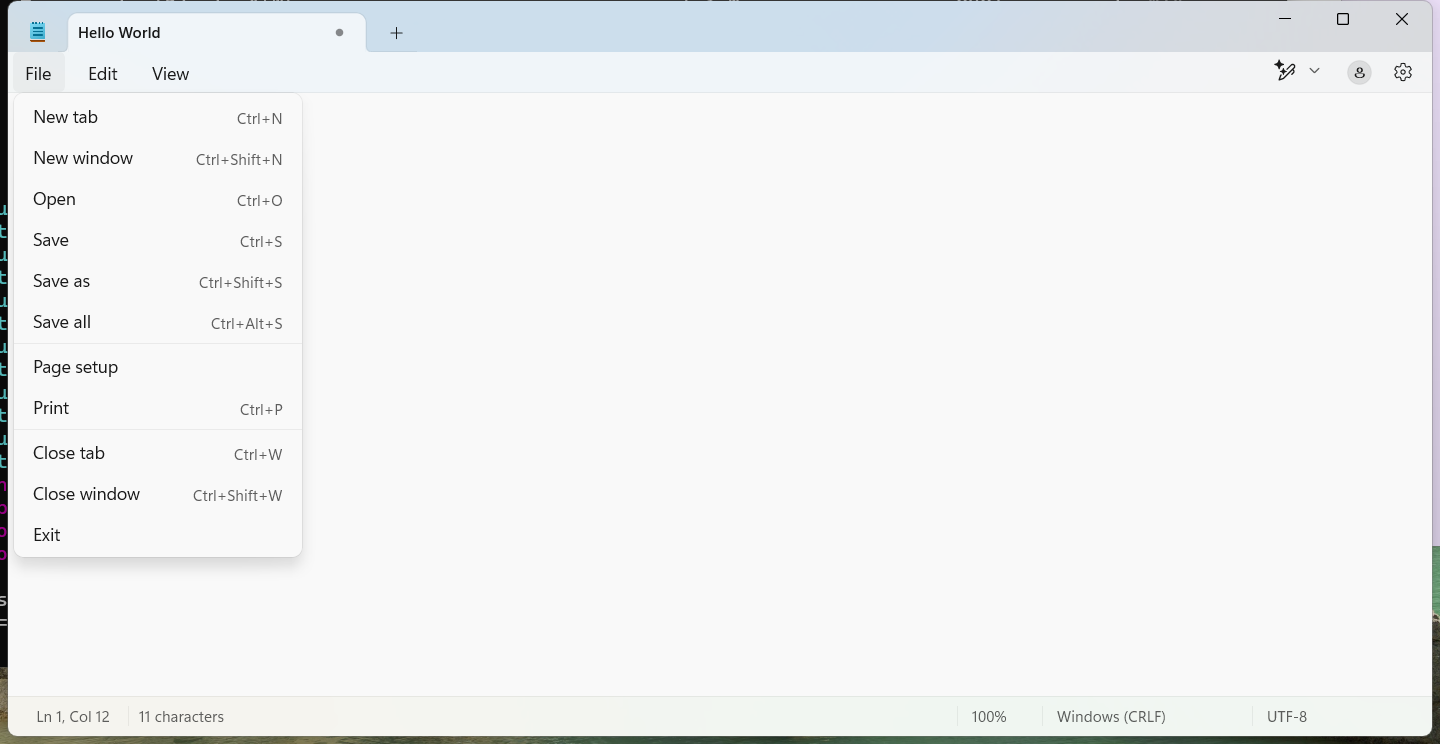 Hello World
File Edit View
New tab Ctrl+N
New window Ctrl+Shift+N
Open Ctrl+O
Save Ctrl+S
Save as Ctrl+Shift+S
Save all Ctrl+Alt+S
Page setup
Print Ctrl+P
Close tab Ctrl+W
Close window Ctrl+Shift+W
Exit
Ln 1, Col 12 11 characters 100% Windows (CRLF) UTF-8